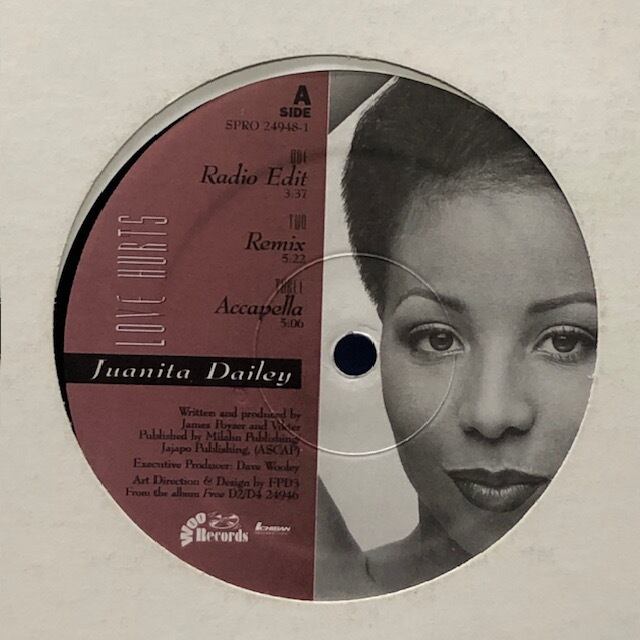 A
SIDE
SPRO 24948-1
ONE
Radio Edit
3:37
TWO
Remix
5:22
THREE
Accapella
5:06
LOVE HURTS
Juanita Dailey
Written and produced by
James Poyser and Vikter
Published by Milahn Publishing
Jajapo Publishing, (ASCAP)
Executive Producer: Dave Wooley
Art Direction & Design by FPD3
From the album Free D2/D4 24946
Woo
Records
ICHIBAN